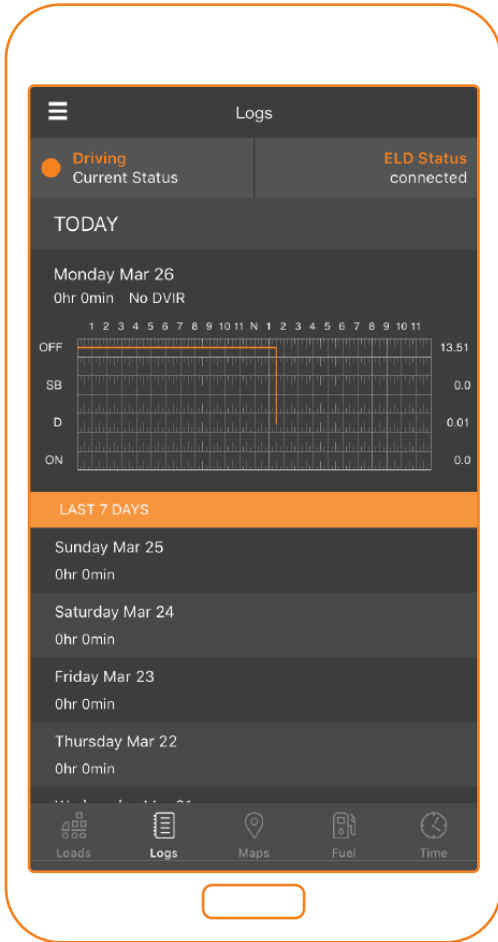 Logs
Driving
Current Status
ELD Status
connected
TODAY
Monday Mar 26
0hr 0min No DVIR
1 2 3 4 5 6 7 8 9 10 11 N 1 2 3 4 5 6 7 8 9 10 11
OFF 13.51
SB 0.0
D 0.01
ON 0.0
LAST 7 DAYS
Sunday Mar 25
0hr 0min
Saturday Mar 24
0hr 0min
Friday Mar 23
0hr 0min
Thursday Mar 22
0hr 0min
Loads Logs Maps Fuel Time